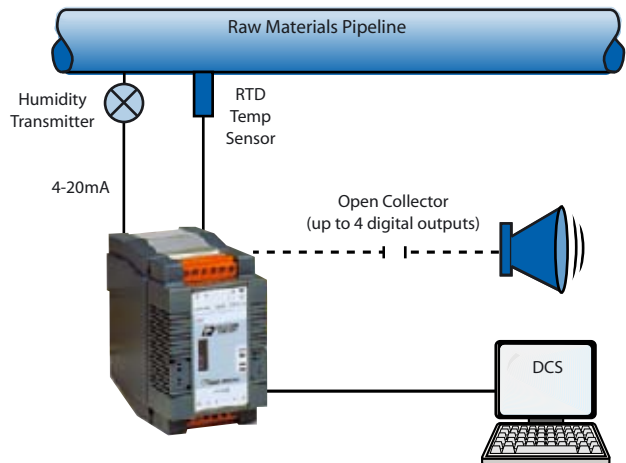 Raw Materials Pipeline
Humidity
Transmitter
RTD
Temp
Sensor
4-20mA
Open Collector
(up to 4 digital outputs)
DCS